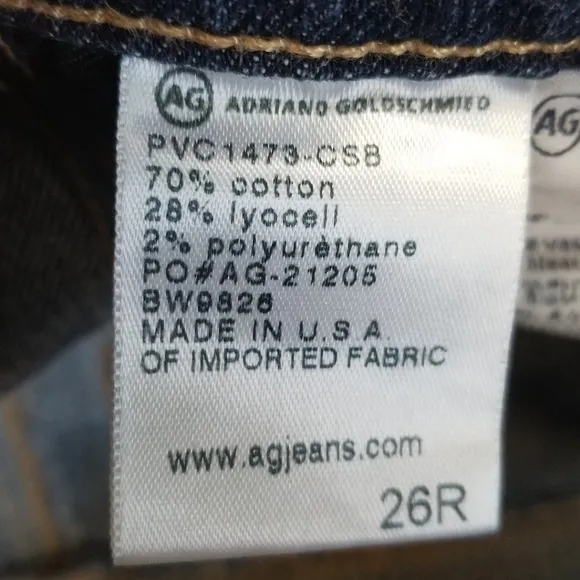 AG ADRIANO GOLDSCHMIED
PVC1473-CSB
70% cotton
28% lyocell
2% polyurethane
PO#AG-21205
BW9826
MADE IN U.S A
OF IMPORTED FABRIC
www.agjeans.com
26R
AG